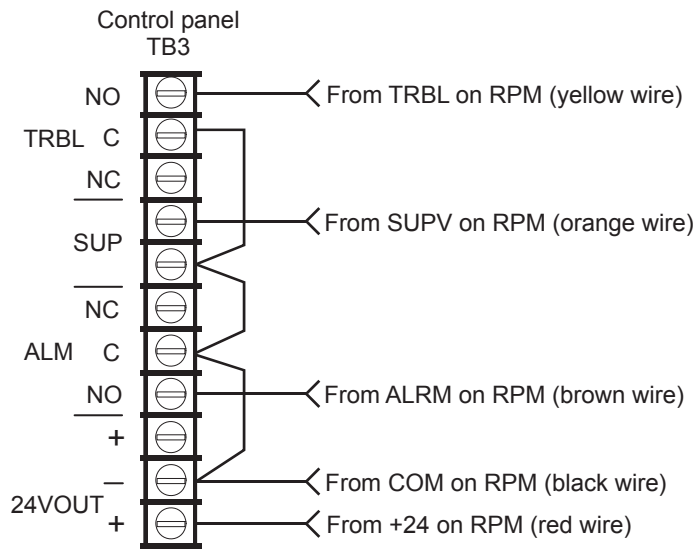 Control panel
TB3
NO
From TRBL on RPM (yellow wire)
TRBL C
NC
From SUPV on RPM (orange wire)
SUP
NC
ALM C
NO
From ALRM on RPM (brown wire)
+
–
From COM on RPM (black wire)
24VOUT
+
From +24 on RPM (red wire)